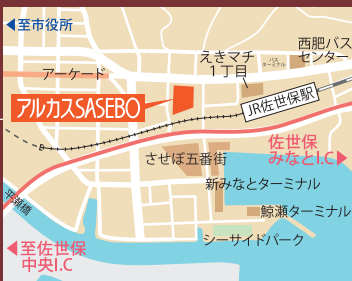 至市役所
西肥バス
センター
えきマチ
1丁目
バス
ターミナル
アーケード
アルカスSASEBO
JR佐世保駅
佐世保
みなとI.C
させぼ五番街
新みなとターミナル
平瀬橋
鯨瀬ターミナル
シーサイドパーク
至佐世保
中央I.C